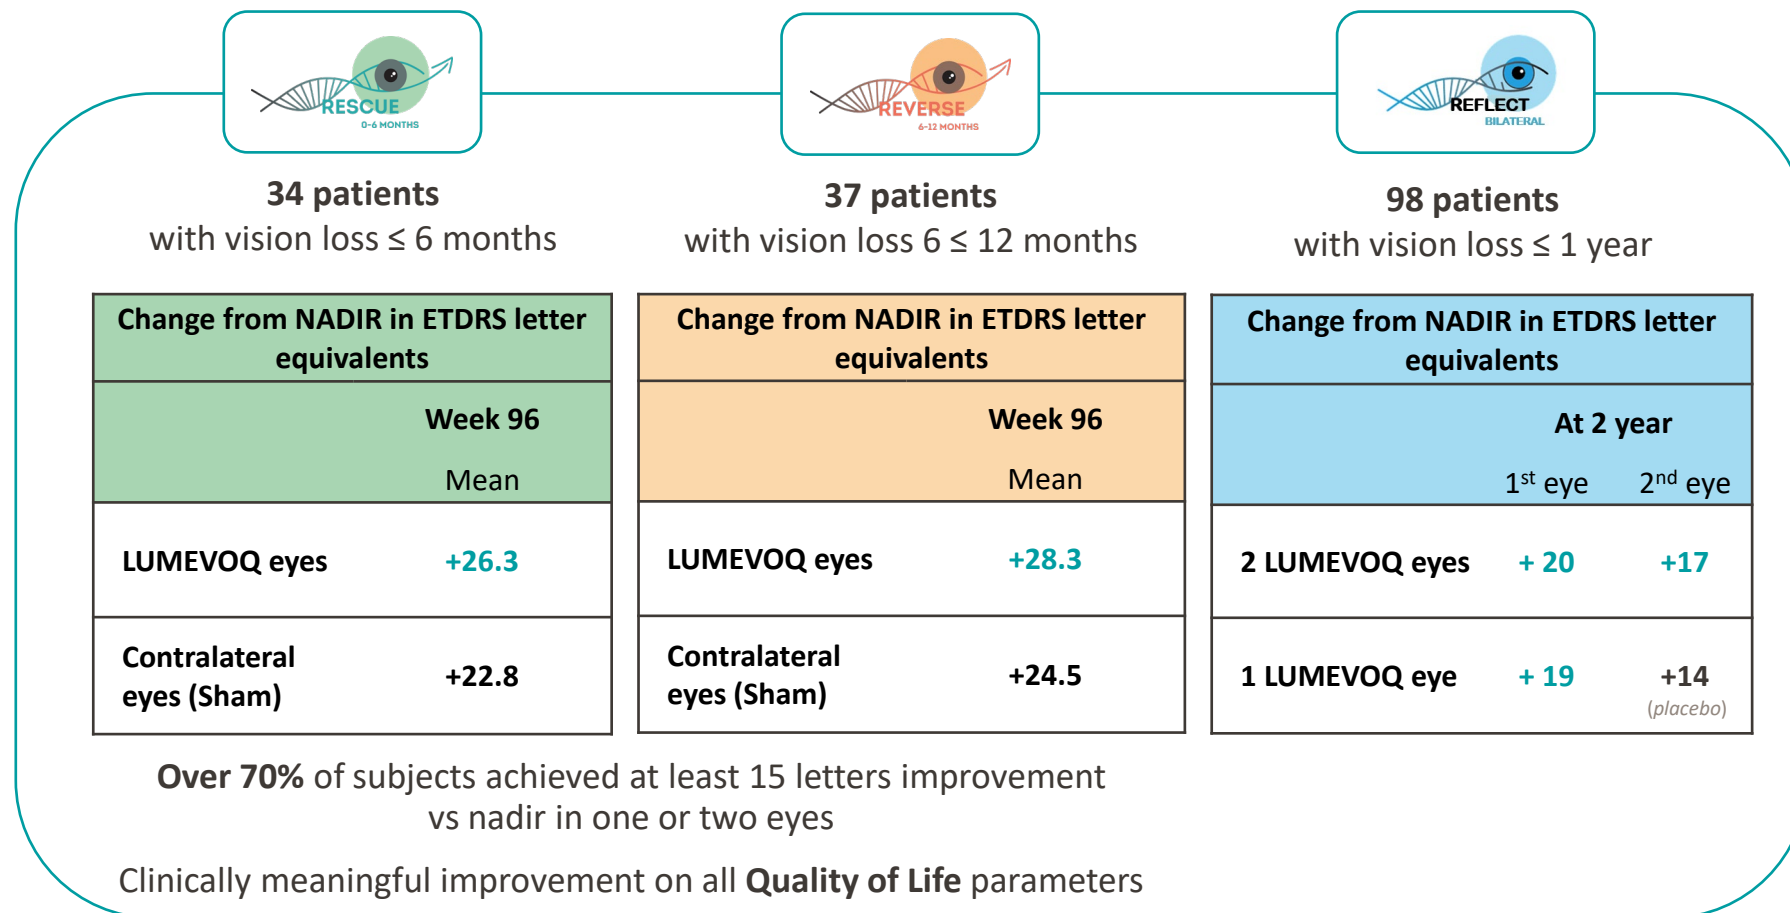 RESCUE
0-6 MONTHS
REVERSE
6-12 MONTHS
REFLECT
BILATERAL
34 patients
with vision loss ≤ 6 months
37 patients
with vision loss 6 ≤ 12 months
98 patients
with vision loss ≤ 1 year
Change from NADIR in ETDRS letter
equivalents
Week 96
Mean
LUMEVOQ eyes +26.3
Contralateral
eyes (Sham) +22.8
Change from NADIR in ETDRS letter
equivalents
Week 96
Mean
LUMEVOQ eyes +28.3
Contralateral
eyes (Sham) +24.5
Change from NADIR in ETDRS letter
equivalents
At 2 year
1st eye 2nd eye
2 LUMEVOQ eyes + 20 +17
1 LUMEVOQ eye + 19 +14
(placebo)
Over 70% of subjects achieved at least 15 letters improvement
vs nadir in one or two eyes
Clinically meaningful improvement on all Quality of Life parameters